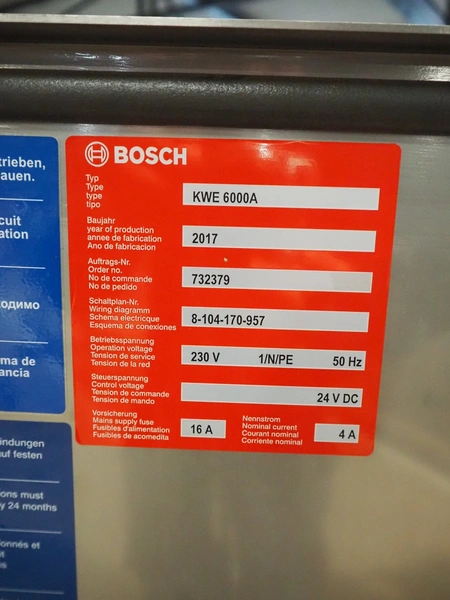 trieben,
auen.
cuit
ation
ходимо
ma de
ancia
indungen
uf festen
ons must
y 24 months
onnés et
BOSCH
Typ
Type
type
tipo
KWE 6000A
Baujahr
year of production
annee de fabrication
Ano de fabricacion
2017
Auftrags-Nr.
Order no.
No de commande
No de pedido
732379
Schaltplan-Nr.
Wiring diagramm
Schema electricque
Esquema de conexiones
8-104-170-957
Betriebsspannung
Operation voltage
Tension de service
Tension de la red
230 V 1/N/PE 50 Hz
Steuerspannung
Control voltage
Tension de commande
Tension de mando
24 V DC
Vorsicherung
Mains supply fuse
Fusibles d'alimentation
Fusibles de acomedita
16 A
Nennstrom
Nominal current
Courant nominal
Corriente nominal
4 A